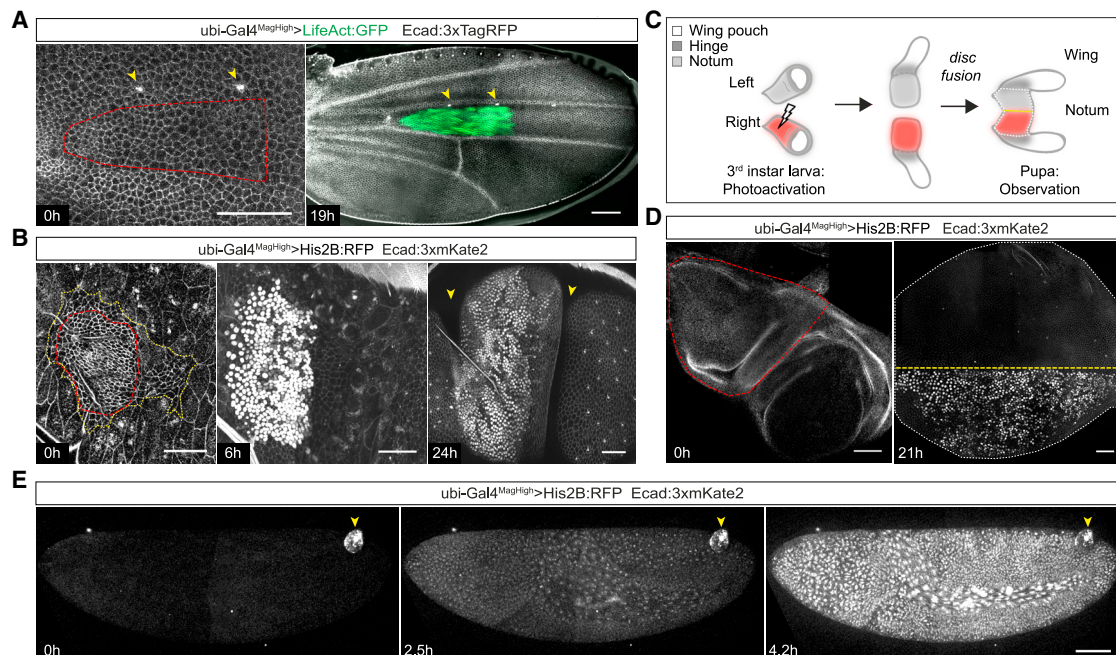 A
ubi-Gal4MagHigh>LifeAct:GFP Ecad:3xTagRFP
0h
19h
B
ubi-Gal4MagHigh>His2B:RFP Ecad:3xmKate2
0h
6h
24h
C
Wing pouch
Hinge
Notum
Left
Right
3rd instar larva:
Photoactivation
disc
fusion
Wing
Notum
Pupa:
Observation
D
ubi-Gal4MagHigh>His2B:RFP Ecad:3xmKate2
0h
21h
E
ubi-Gal4MagHigh>His2B:RFP Ecad:3xmKate2
0h
2.5h
4.2h